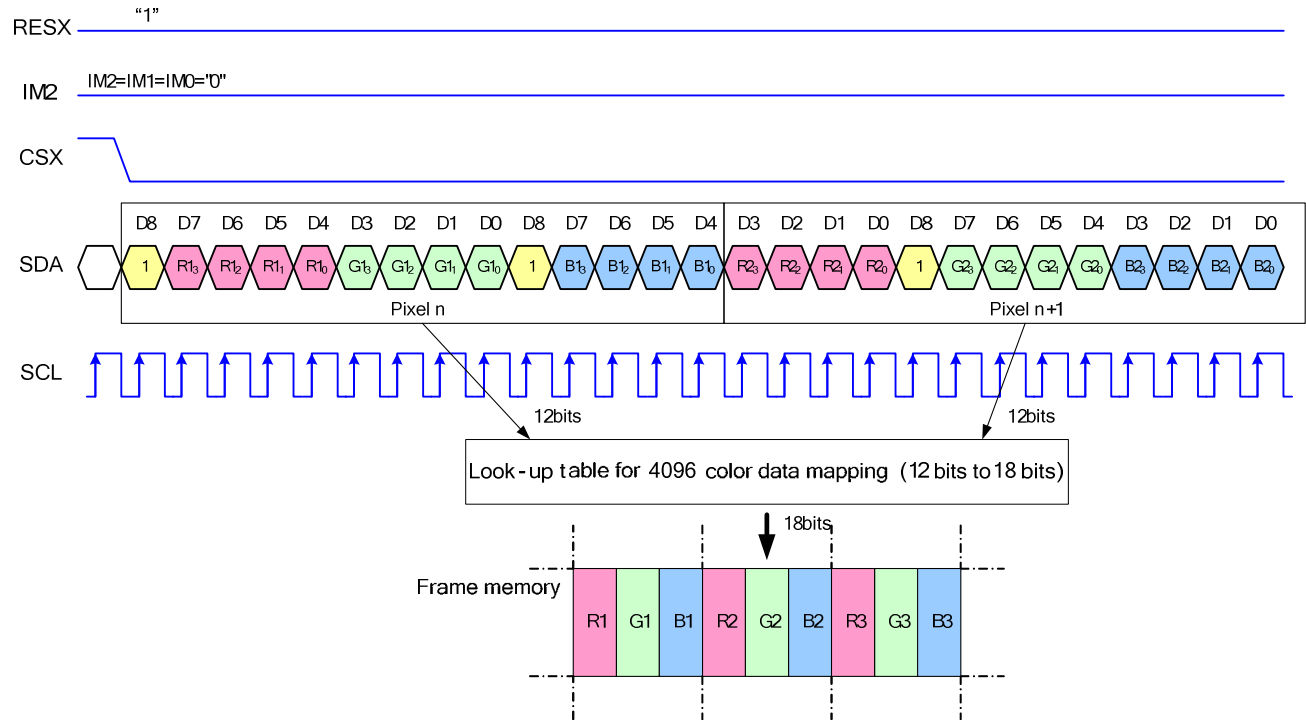 RESX "1"
IM2 IM2=IM1=IM0="0"
CSX
D8 D7 D6 D5 D4 D3 D2 D1 D0 D8 D7 D6 D5 D4 D3 D2 D1 D0 D8 D7 D6 D5 D4 D3 D2 D1 D0
SDA 1 R1₃ R1₂ R1₁ R1₀ G1₃ G1₂ G1₁ G1₀ 1 B1₃ B1₂ B1₁ B1₀ R2₃ R2₂ R2₁ R2₀ 1 G2₃ G2₂ G2₁ G2₀ B2₃ B2₂ B2₁ B2₀
Pixel n Pixel n+1
SCL
12bits 12bits
Look-up table for 4096 color data mapping (12 bits to 18 bits)
18bits
Frame memory
R1 G1 B1 R2 G2 B2 R3 G3 B3